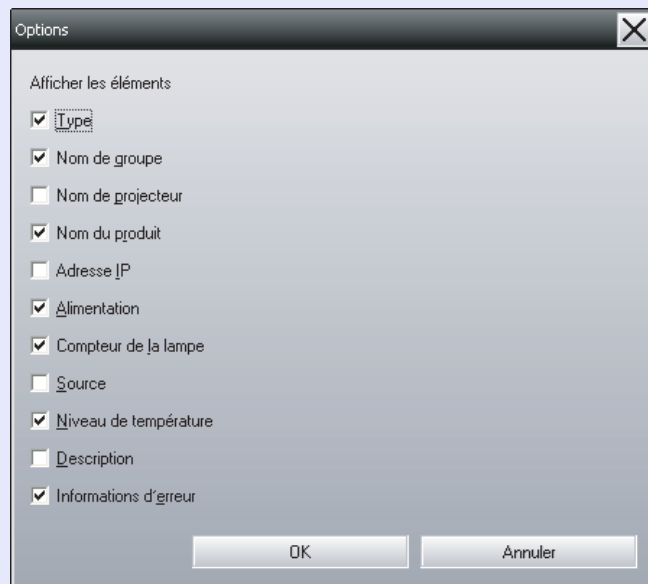 Options
Afficher les éléments
Type
Nom de groupe
Nom de projecteur
Nom du produit
Adresse IP
Alimentation
Compteur de la lampe
Source
Niveau de température
Description
Informations d'erreur
OK Annuler